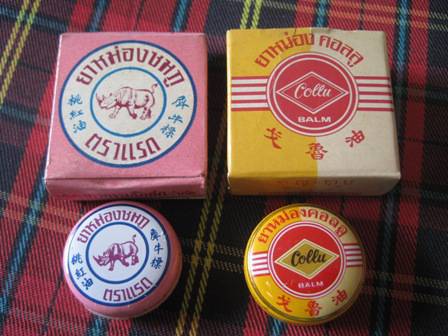 ยาหม่องชมภู
桃紅油
犀牛標
ตราแรด
ยาหม่อง คอลลู
Collu
BALM
戈魯油
ยาหม่องชมภู
桃紅油
犀牛標
ตราแรด
ยาหม่องคอลลู
Collu
BALM
戈魯油